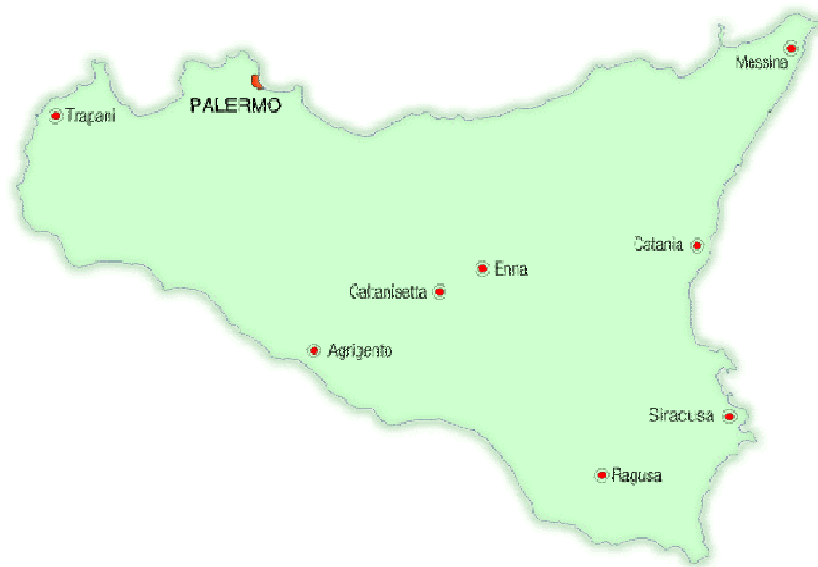 Messina
PALERMO
Trapani
Catania
Enna
Caltanisetta
Agrigento
Siracusa
Ragusa